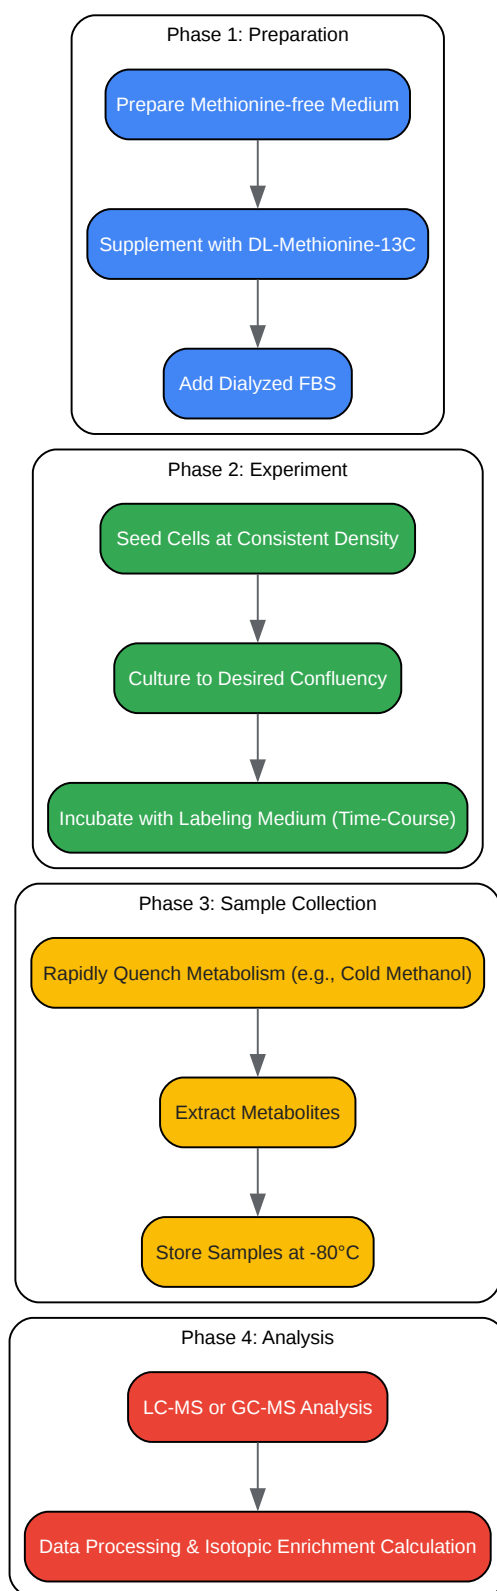 Phase 1: Preparation
Prepare Methionine-free Medium
Supplement with DL-Methionine-13C
Add Dialyzed FBS
Phase 2: Experiment
Seed Cells at Consistent Density
Culture to Desired Confluency
Incubate with Labeling Medium (Time-Course)
Phase 3: Sample Collection
Rapidly Quench Metabolism (e.g., Cold Methanol)
Extract Metabolites
Store Samples at -80°C
Phase 4: Analysis
LC-MS or GC-MS Analysis
Data Processing & Isotopic Enrichment Calculation